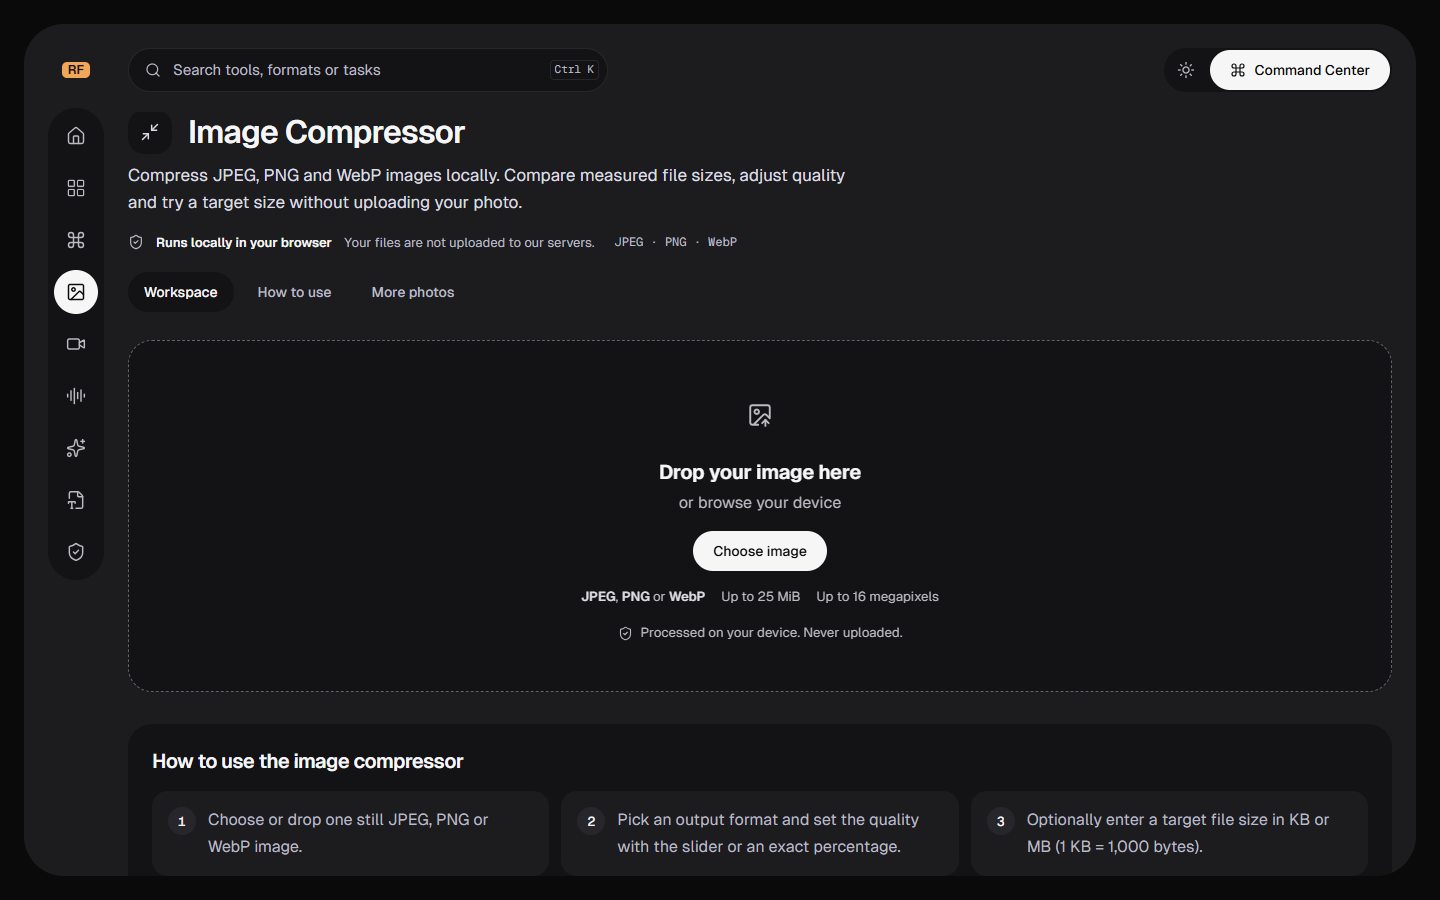 RF
Search tools, formats or tasks
Ctrl K
Command Center
Image Compressor
Compress JPEG, PNG and WebP images locally. Compare measured file sizes, adjust quality
and try a target size without uploading your photo.
Runs locally in your browser Your files are not uploaded to our servers. JPEG · PNG · WebP
Workspace
How to use
More photos
Drop your image here
or browse your device
Choose image
JPEG, PNG or WebP Up to 25 MiB Up to 16 megapixels
Processed on your device. Never uploaded.
How to use the image compressor
1
Choose or drop one still JPEG, PNG or
WebP image.
2
Pick an output format and set the quality
with the slider or an exact percentage.
3
Optionally enter a target file size in KB or
MB (1 KB = 1,000 bytes).